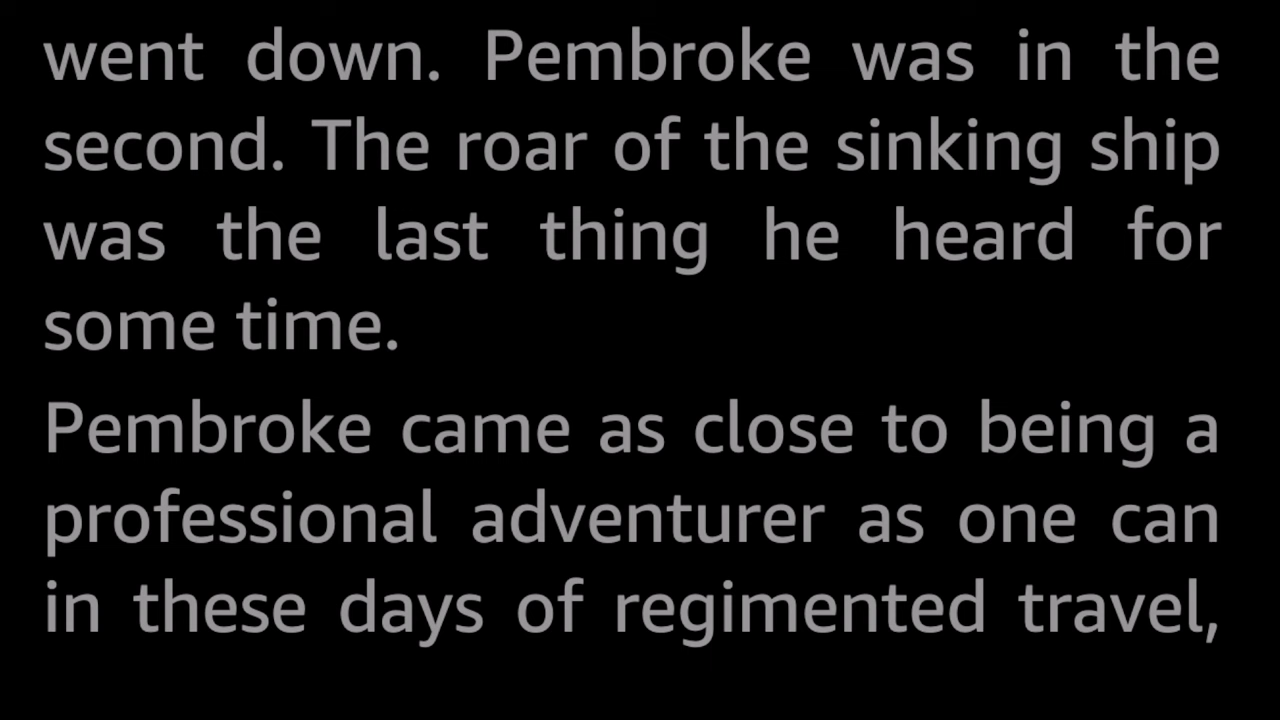 went down. Pembroke was in the
second. The roar of the sinking ship
was the last thing he heard for
some time.
Pembroke came as close to being a
professional adventurer as one can
in these days of regimented travel,